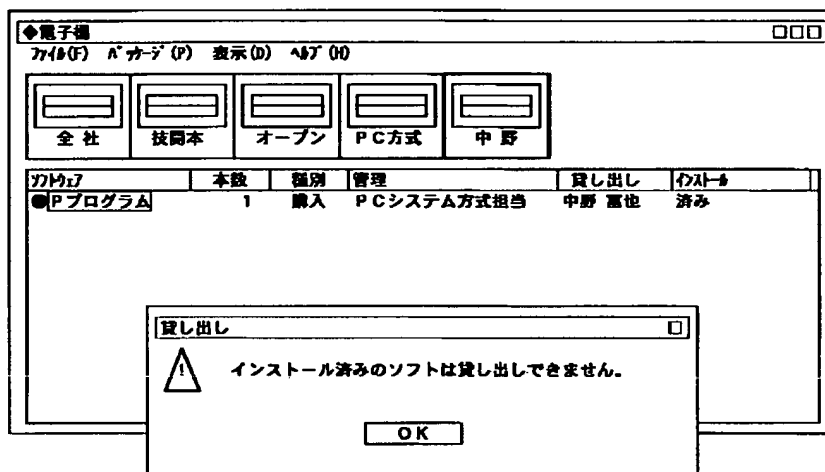 ◆電子棚
ﾌｧｲﾙ(F) ﾊﾟｯｹｰｼﾞ(P) 表示(D) ﾍﾙﾌﾟ(H)
全社 技開本 オープン PC方式 中野
ｿﾌﾄｳｪｱ 本数 種別 管理 貸し出し ｲﾝｽﾄｰﾙ
●Pプログラム 1 購入 PCシステム方式担当 中野 冨也 済み
貸し出し
! インストール済みのソフトは貸し出しできません。
OK